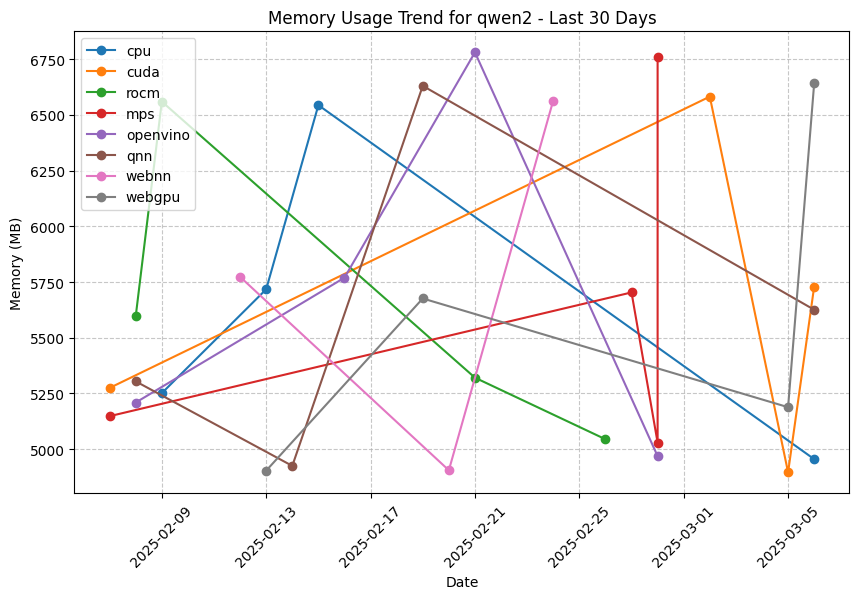 Memory Usage Trend for qwen2 - Last 30 Days
cpu
cuda
rocm
mps
openvino
qnn
webnn
webgpu
Memory (MB)
6750
6500
6250
6000
5750
5500
5250
5000
2025-02-09
2025-02-13
2025-02-17
2025-02-21
2025-02-25
2025-03-01
2025-03-05
Date